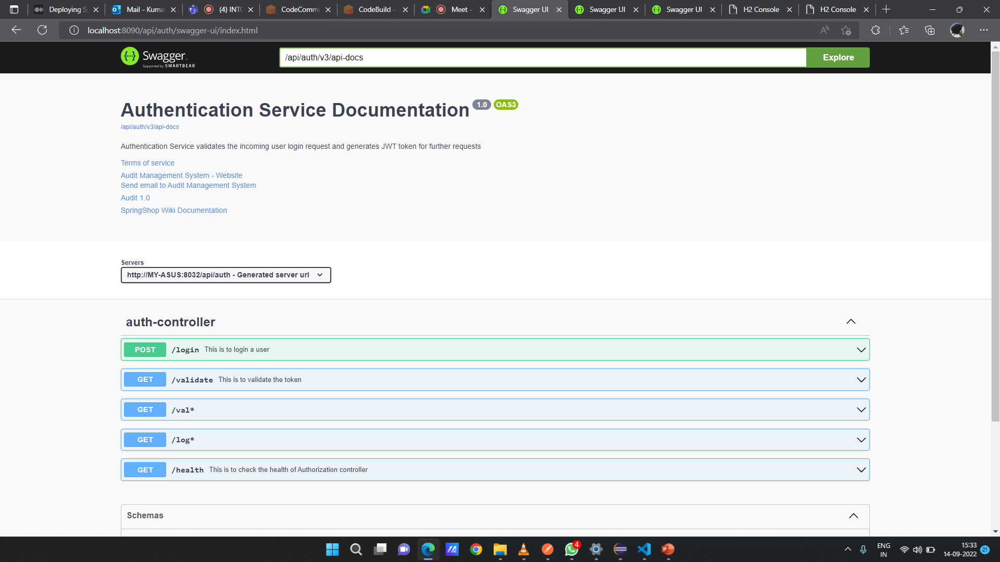 Deploying S
Mail - Kuma
(4) INTC
CodeCommi
CodeBuild -
Meet -
Swagger UI
Swagger UI
Swagger UI
H2 Console
H2 Console
localhost:8090/api/auth/swagger-ui/index.html
Swagger.
Supported by SMARTBEAR
/api/auth/v3/api-docs
Explore
Authentication Service Documentation 1.0 OAS3
/api/auth/v3/api-docs
Authentication Service validates the incoming user login request and generates JWT token for further requests
Terms of service
Audit Management System - Website
Send email to Audit Management System
Audit 1.0
SpringShop Wiki Documentation
Servers
http://MY-ASUS:8032/api/auth - Generated server url
auth-controller
POST /login This is to login a user
GET /validate This is to validate the token
GET /val*
GET /log*
GET /health This is to check the health of Authorization controller
Schemas
4
ENG
IN
15:33
14-09-2022
21